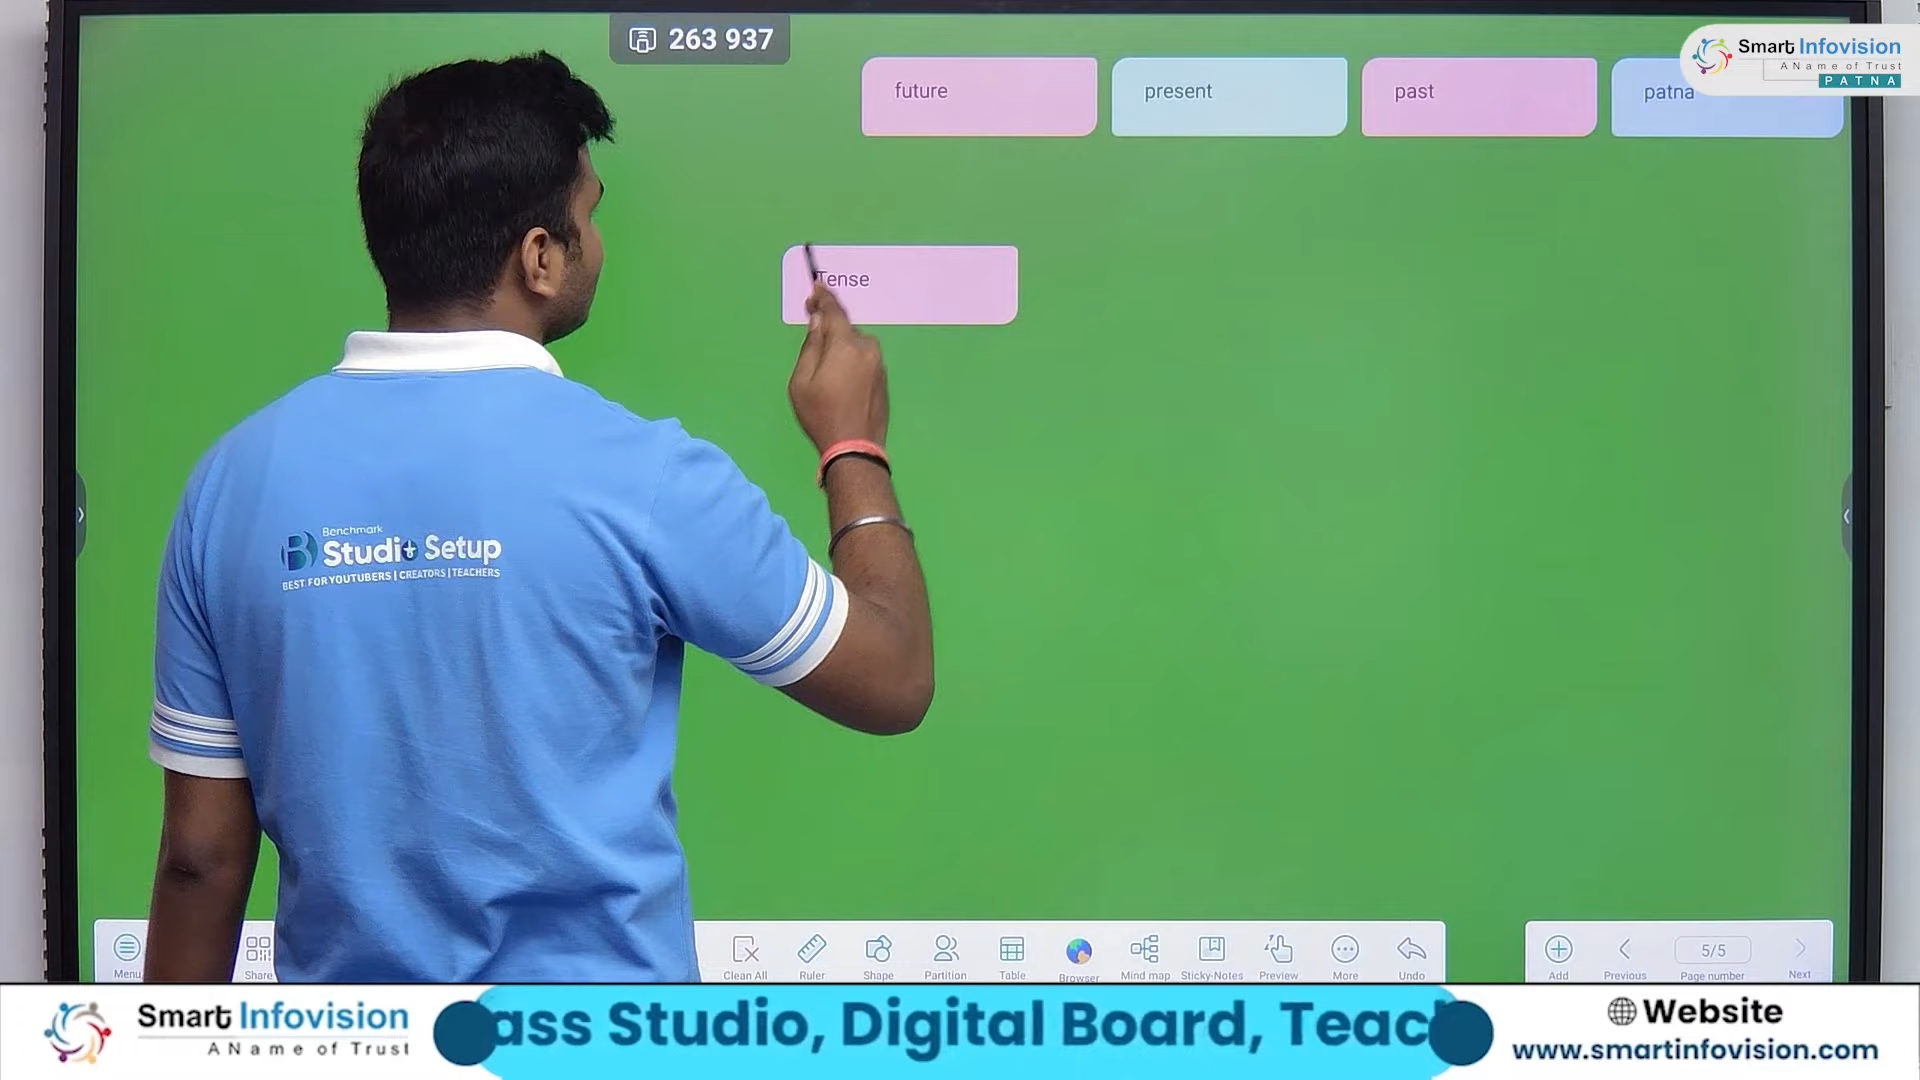 263 937
Smart Infovision
A Name of Trust
PATNA
future
present
past
patna
Tense
Benchmark
Studio Setup
BEST FOR YOUTUBERS | CREATORS | TEACHERS
Menu
Share
Clean All
Ruler
Shape
Partition
Table
Browser
Mind map
Sticky-Notes
Preview
More
Undo
Add
Previous
5/5
Page number
Next
Smart Infovision
A Name of Trust
ass Studio, Digital Board, Teac
Website
www.smartinfovision.com